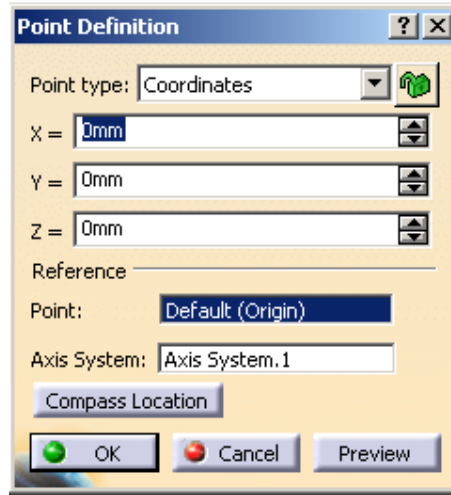 Point Definition ? X
Point type: Coordinates
X = 0mm
Y = 0mm
Z = 0mm
Reference
Point: Default (Origin)
Axis System: Axis System.1
Compass Location
OK Cancel Preview